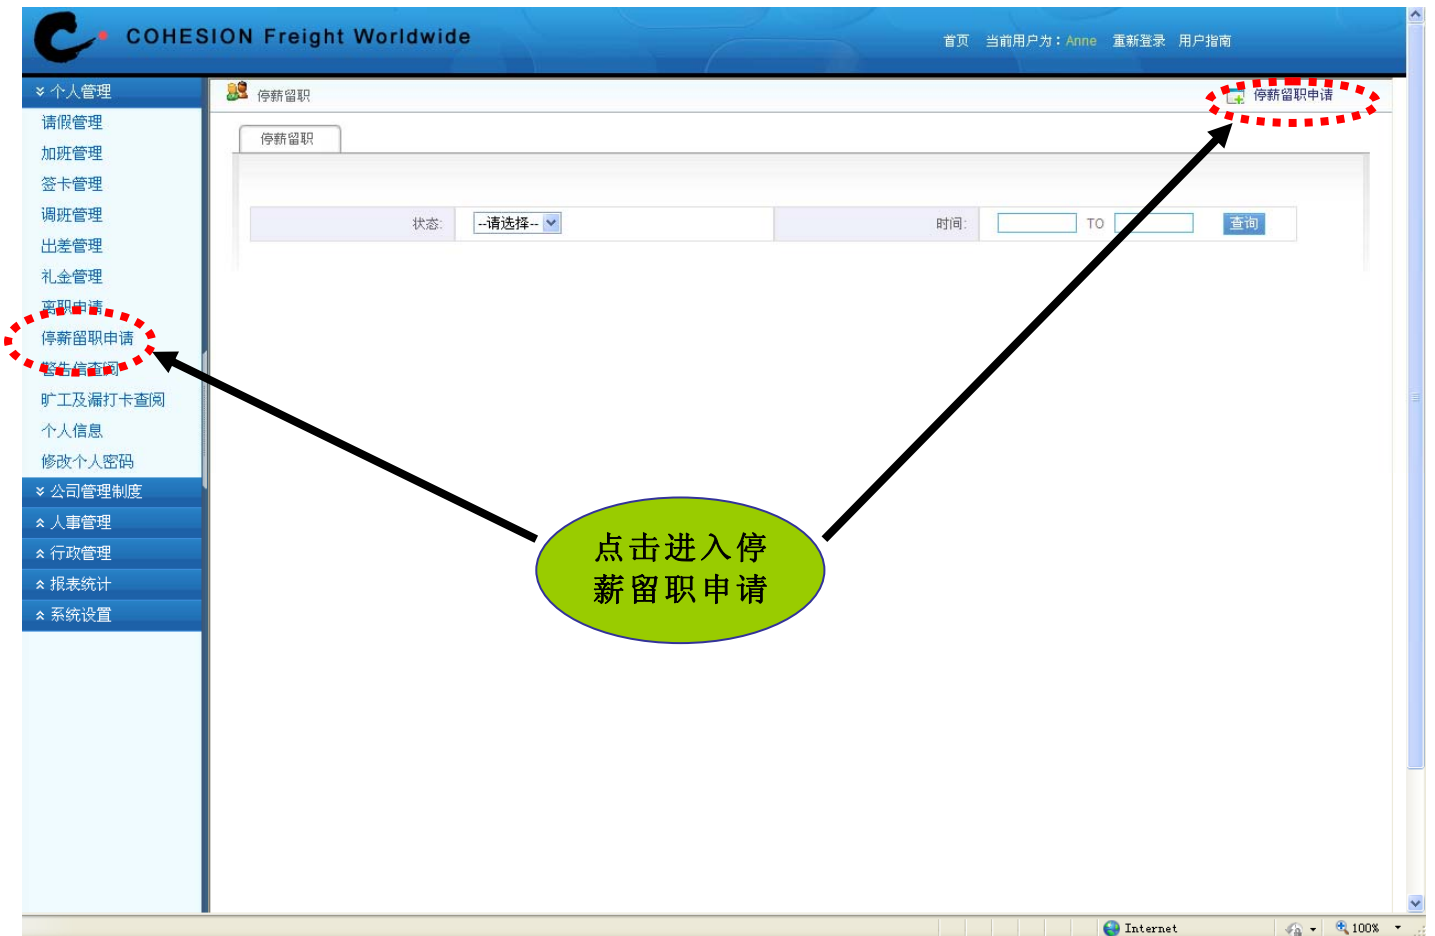 COHESION Freight Worldwide
首页 当前用户为：Anne 重新登录 用户指南
个人管理
请假管理
加班管理
签卡管理
调班管理
出差管理
礼金管理
离职申请
停薪留职申请
警告信查阅
旷工及漏打卡查阅
个人信息
修改个人密码
公司管理制度
人事管理
行政管理
报表统计
系统设置
停薪留职
停薪留职申请
停薪留职
状态: --请选择-- 时间: TO 查询
点击进入停
薪留职申请
Internet 100%